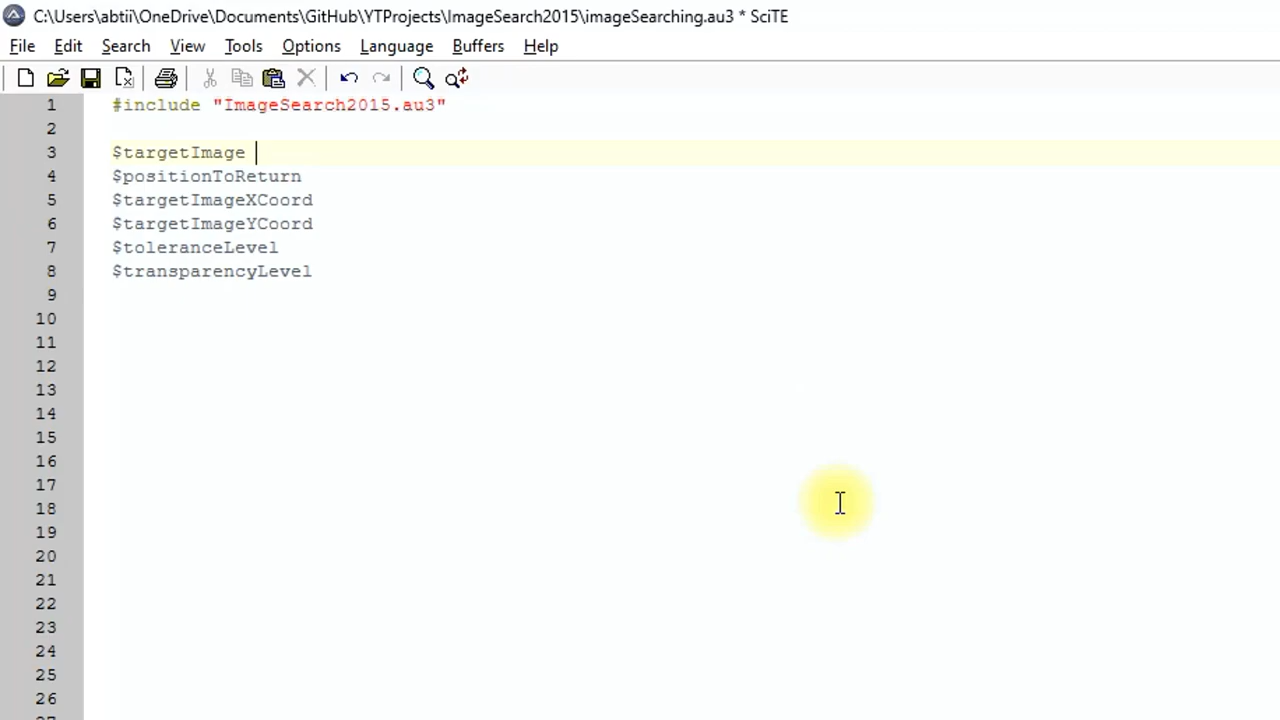 C:\Users\abtii\OneDrive\Documents\GitHub\YTProjects\ImageSearch2015\imageSearching.au3 * SciTE
File Edit Search View Tools Options Language Buffers Help
1 #include "ImageSearch2015.au3"
2
3 $targetImage
4 $positionToReturn
5 $targetImageXCoord
6 $targetImageYCoord
7 $toleranceLevel
8 $transparencyLevel
9
10
11
12
13
14
15
16
17
18
19
20
21
22
23
24
25
26
27